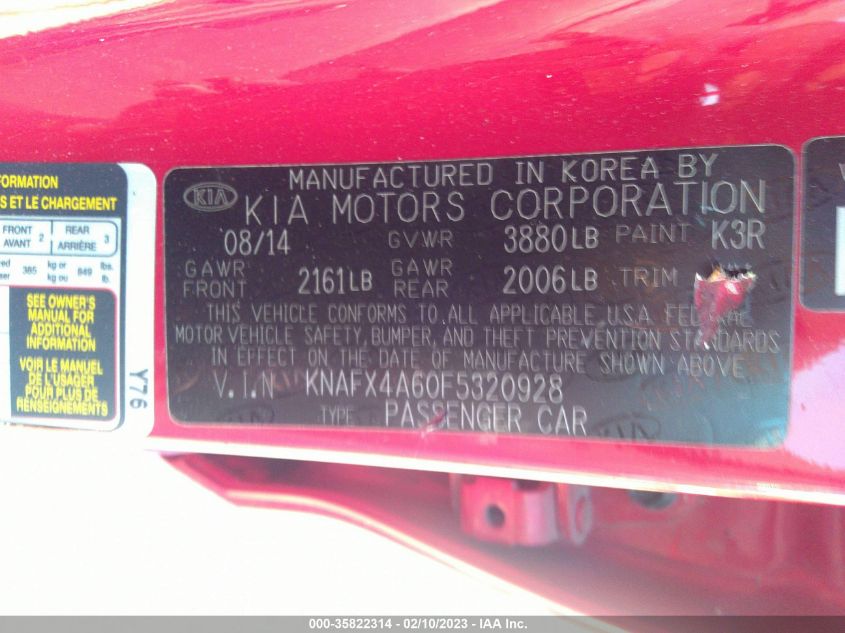 FORMATION
S ET LE CHARGEMENT
FRONT
AVANT 2
REAR
ARRIÈRE 3
385 kg or kg ou 849 lbs. lb.
SEE OWNER'S
MANUAL FOR
ADDITIONAL
INFORMATION
VOIR LE MANUEL
DE L'USAGER
POUR PLUS DE
RENSEIGNEMENTS
Y76
KIA
MANUFACTURED IN KOREA BY
KIA MOTORS CORPORATION
08/14 GVWR 3880LB PAINT K3R
GAWR FRONT 2161LB GAWR REAR 2006LB TRIM
THIS VEHICLE CONFORMS TO ALL APPLICABLE U.S.A. FEDERAL
MOTOR VEHICLE SAFETY, BUMPER, AND THEFT PREVENTION STANDARDS
IN EFFECT ON THE DATE OF MANUFACTURE SHOWN ABOVE
V.I.N KNAFX4A60F5320928
TYPE PASSENGER CAR
000-35822314 - 02/10/2023 - IAA Inc.